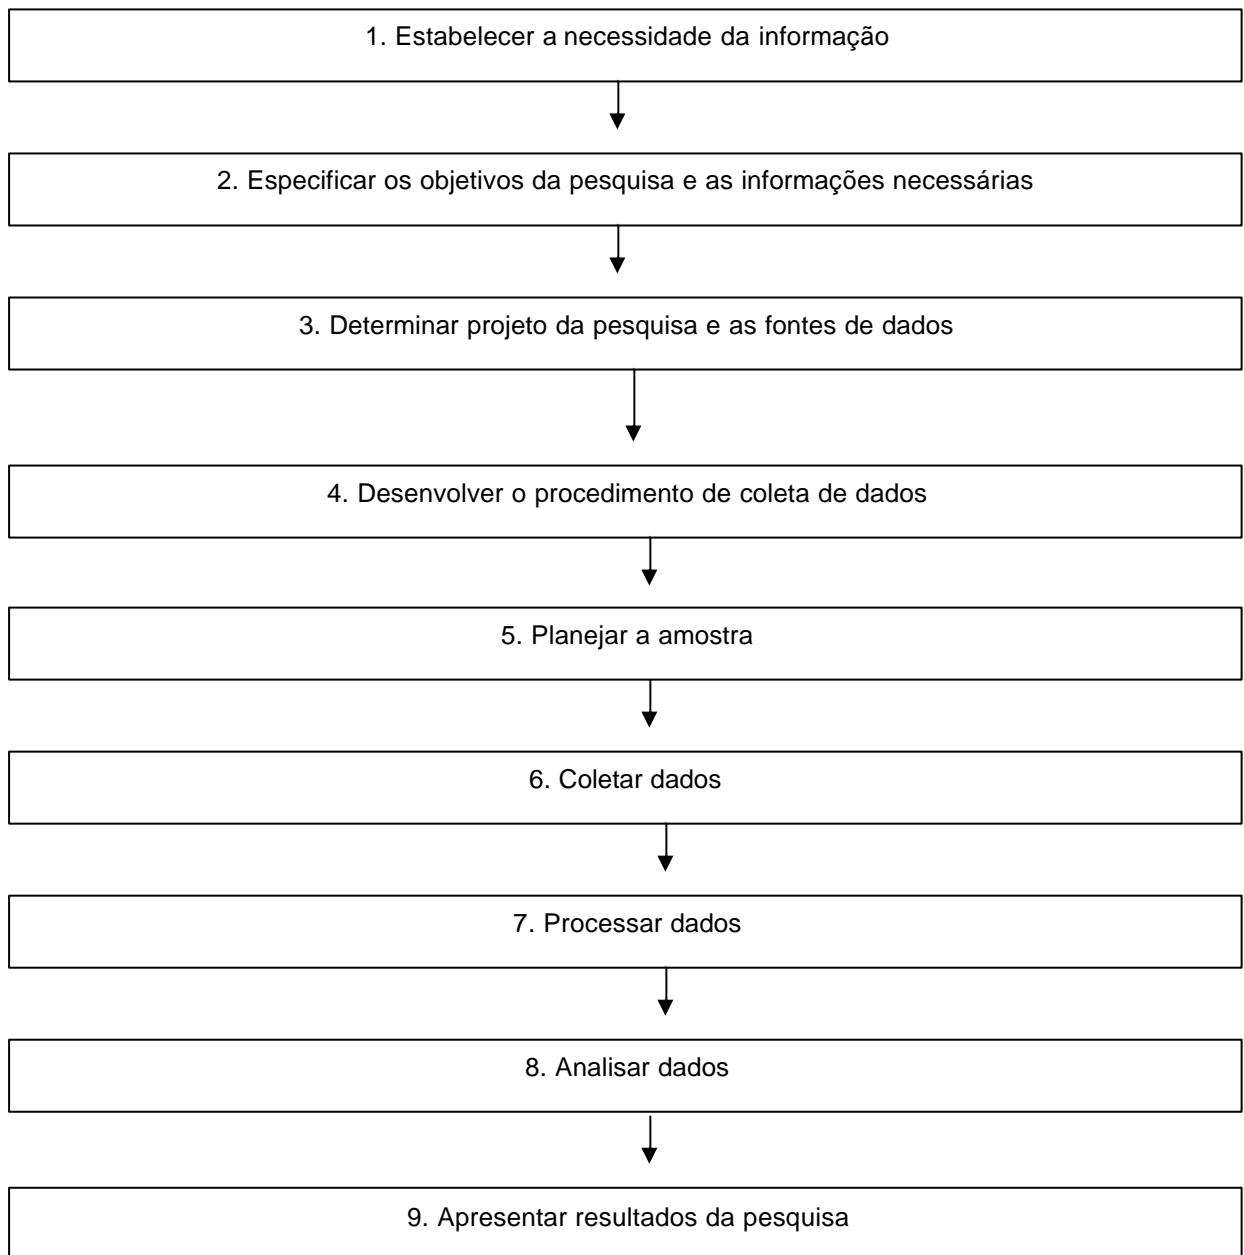 1. Estabelecer a necessidade da informação
2. Especificar os objetivos da pesquisa e as informações necessárias
3. Determinar projeto da pesquisa e as fontes de dados
4. Desenvolver o procedimento de coleta de dados
5. Planejar a amostra
6. Coletar dados
7. Processar dados
8. Analisar dados
9. Apresentar resultados da pesquisa